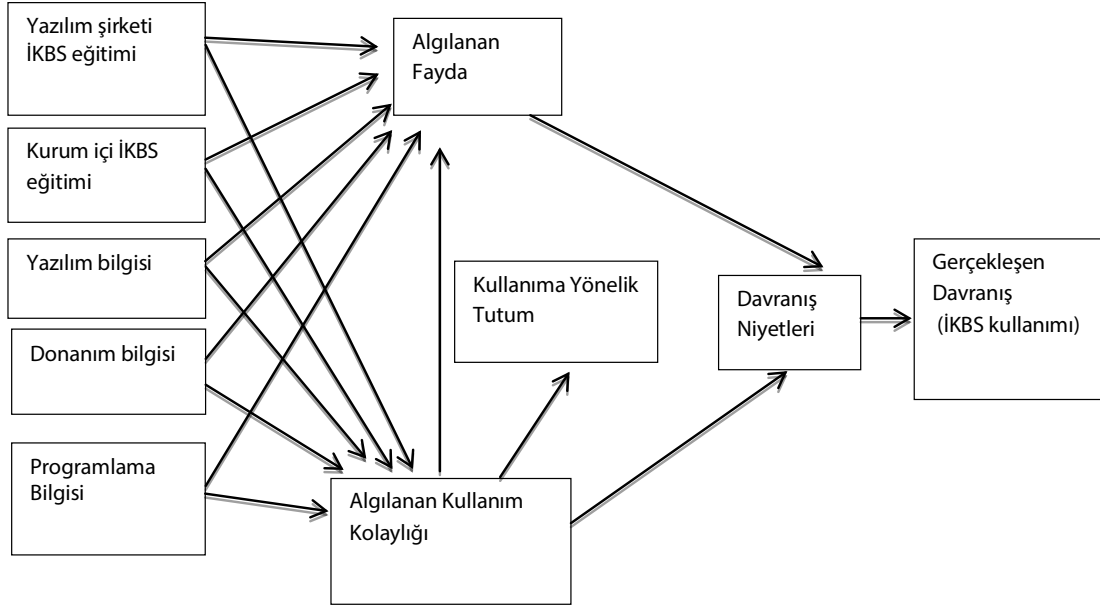 Yazılım şirketi
İKBS eğitimi
Kurum içi İKBS
eğitimi
Yazılım bilgisi
Donanım bilgisi
Programlama
Bilgisi
Algılanan
Fayda
Kullanıma Yönelik
Tutum
Algılanan Kullanım
Kolaylığı
Davranış
Niyetleri
Gerçekleşen
Davranış
(İKBS kullanımı)